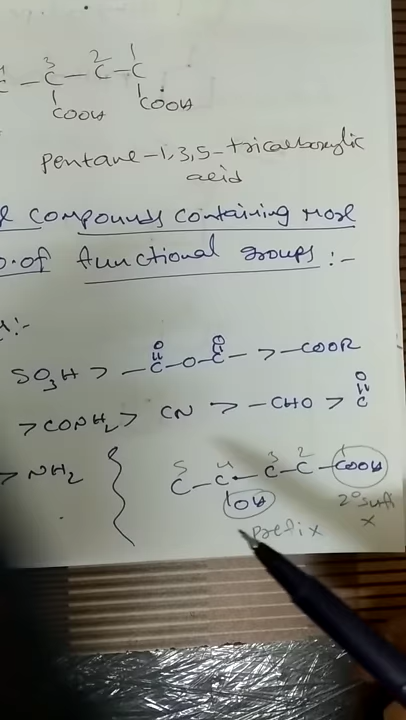 3 2 1
C – C – C – C
COOH COOH
Pentane-1,3,5-tricarboxylic
acid
compounds containing more
of functional groups :-
:-
SO3H > –C–O–C– > –COOR
O O
> CONH2 > CN > –CHO > C
O
> NH2
5 4 3 2 1
C – C – C – C – COOH
OH
2° suffi
x
prefix